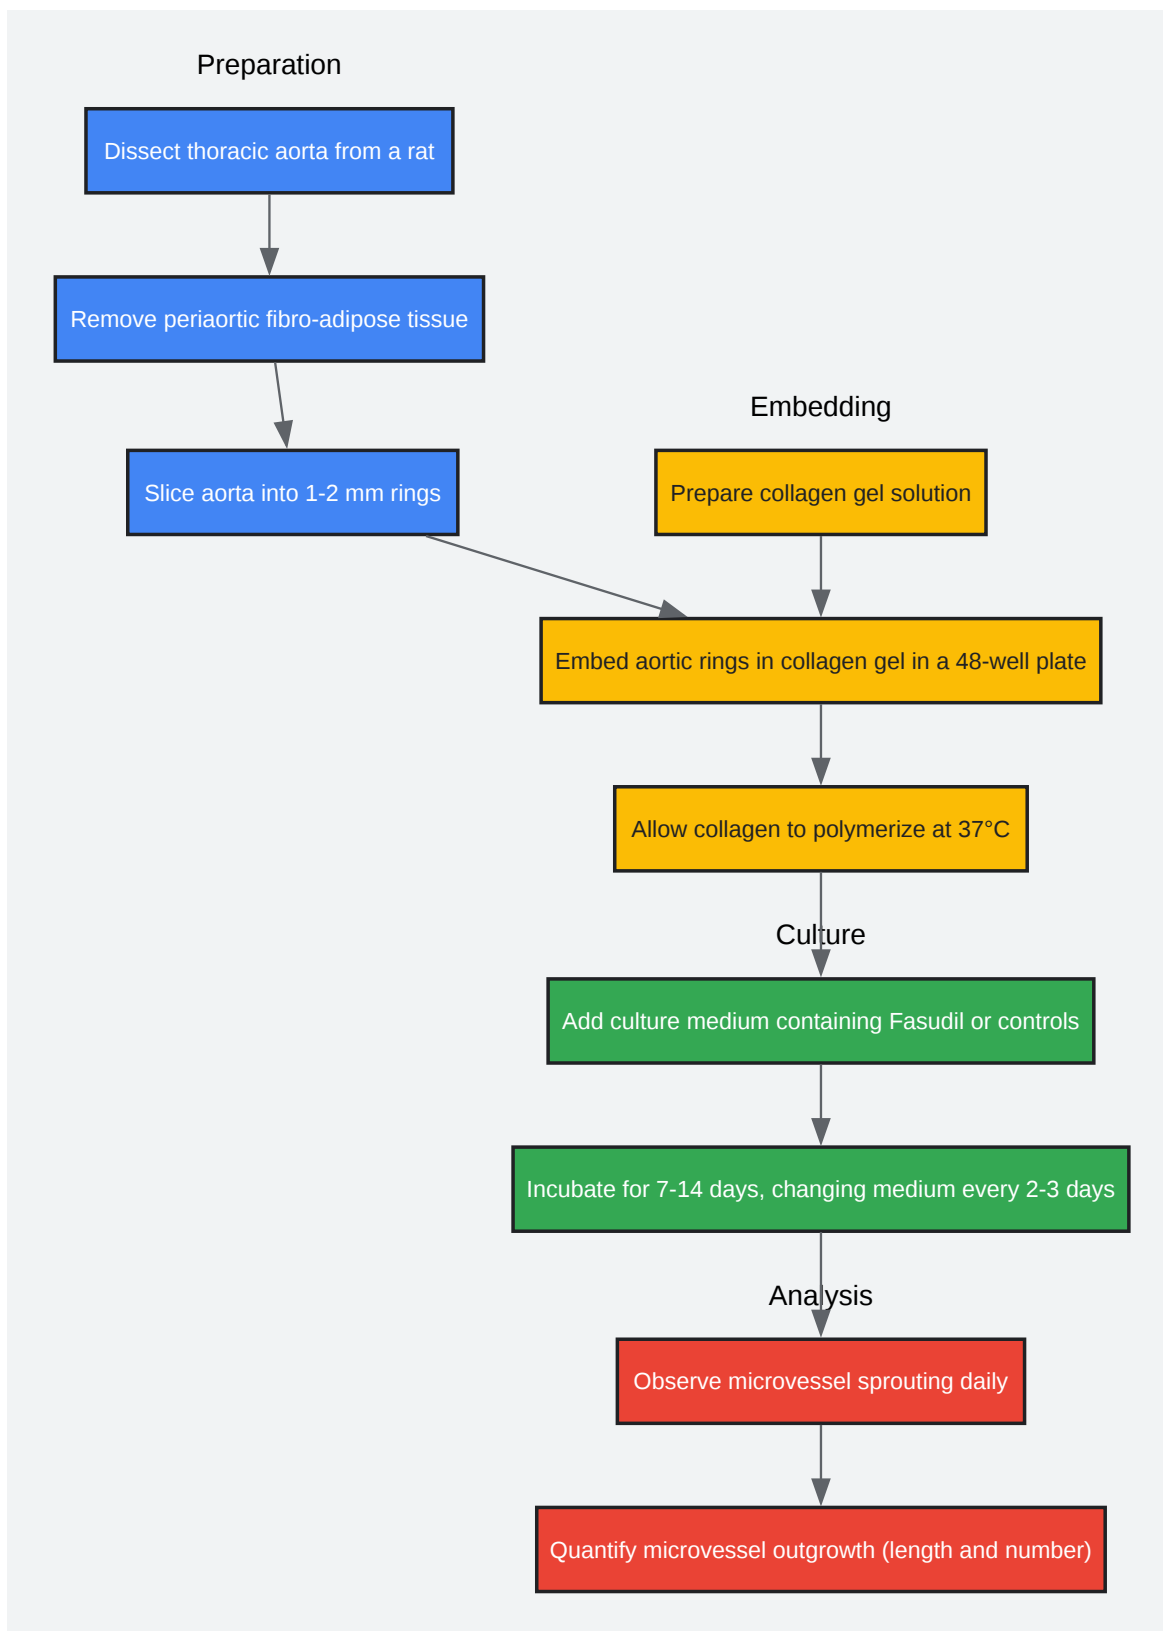 Preparation
Dissect thoracic aorta from a rat
Remove periaortic fibro-adipose tissue
Slice aorta into 1-2 mm rings
Embedding
Prepare collagen gel solution
Embed aortic rings in collagen gel in a 48-well plate
Allow collagen to polymerize at 37°C
Culture
Add culture medium containing Fasudil or controls
Incubate for 7-14 days, changing medium every 2-3 days
Analysis
Observe microvessel sprouting daily
Quantify microvessel outgrowth (length and number)